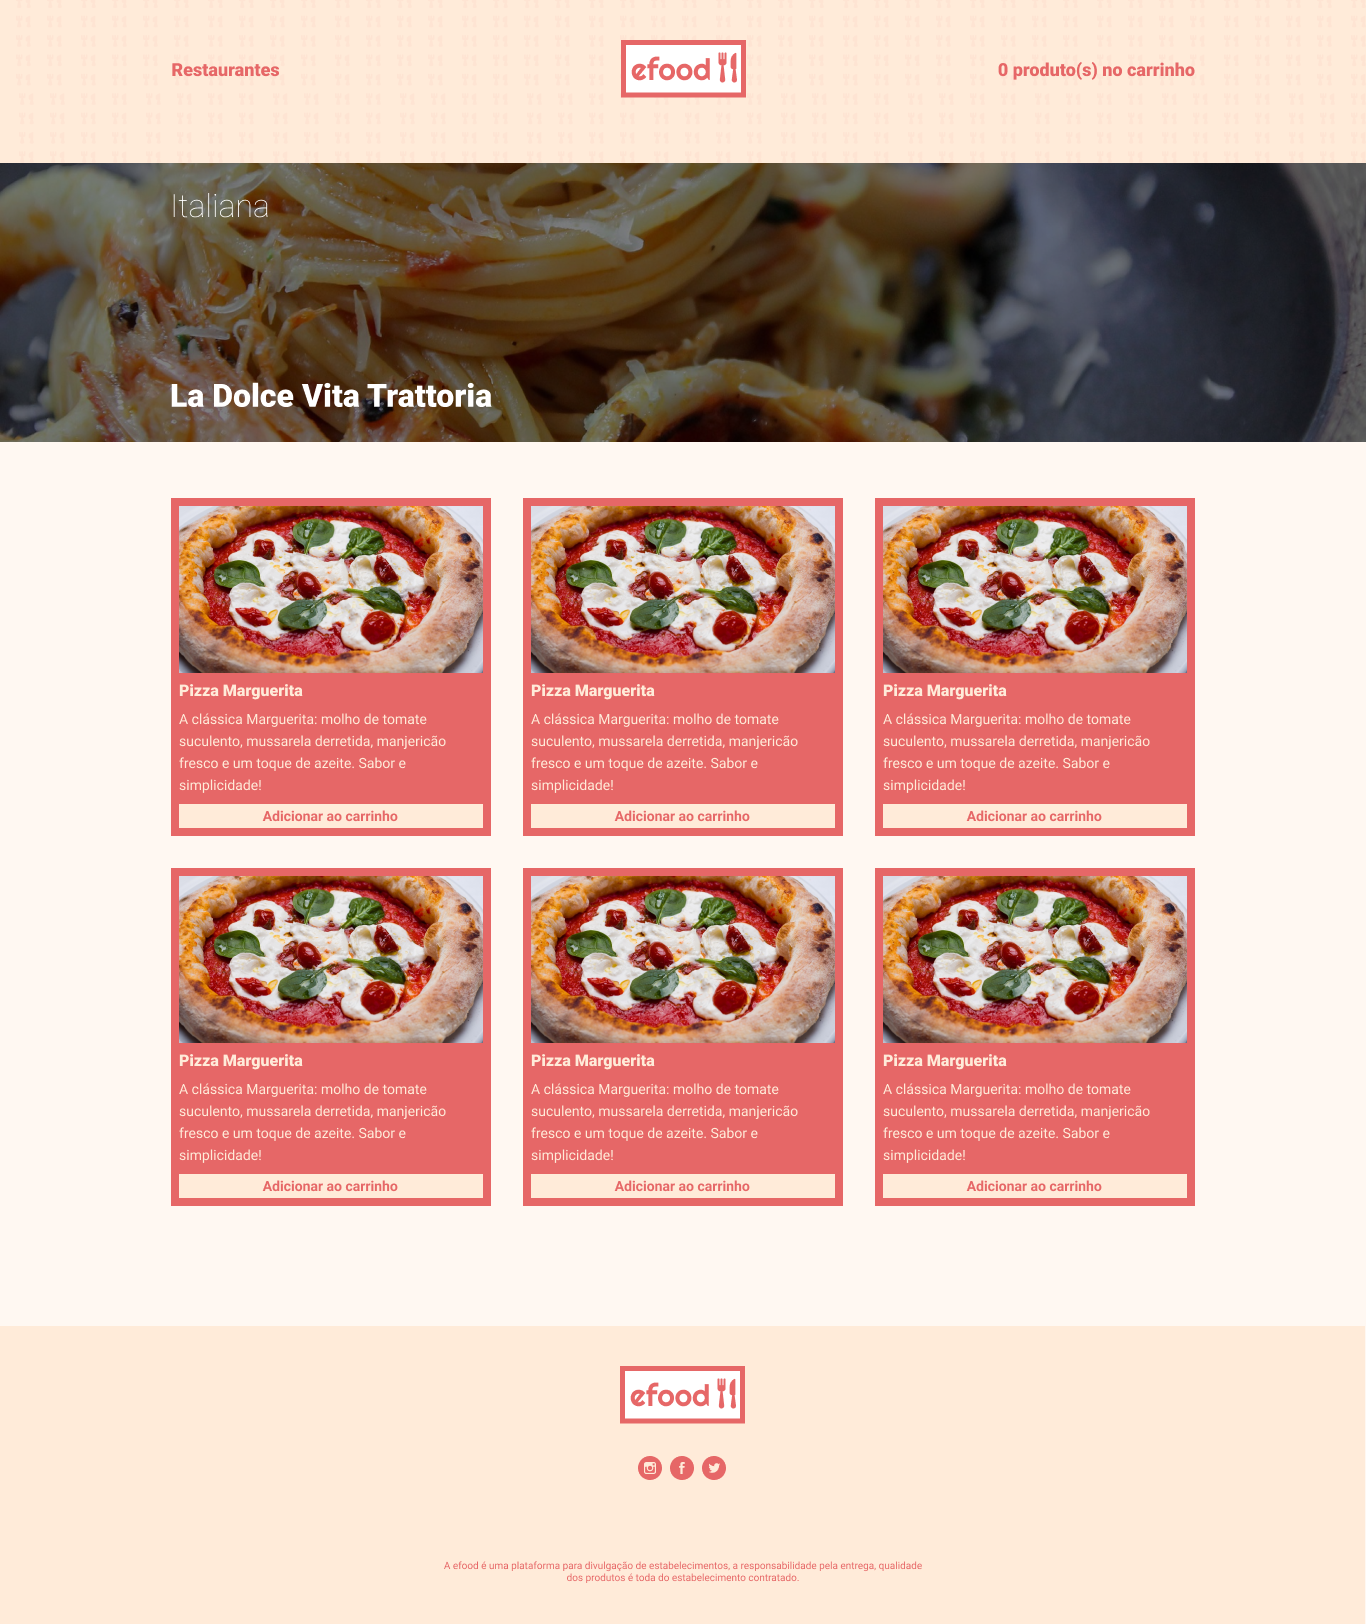 Restaurantes
efood
0 produto(s) no carrinho
Italiana
La Dolce Vita Trattoria
Pizza Marguerita
A clássica Marguerita: molho de tomate
suculento, mussarela derretida, manjericão
fresco e um toque de azeite. Sabor e
simplicidade!
Adicionar ao carrinho
Pizza Marguerita
A clássica Marguerita: molho de tomate
suculento, mussarela derretida, manjericão
fresco e um toque de azeite. Sabor e
simplicidade!
Adicionar ao carrinho
Pizza Marguerita
A clássica Marguerita: molho de tomate
suculento, mussarela derretida, manjericão
fresco e um toque de azeite. Sabor e
simplicidade!
Adicionar ao carrinho
Pizza Marguerita
A clássica Marguerita: molho de tomate
suculento, mussarela derretida, manjericão
fresco e um toque de azeite. Sabor e
simplicidade!
Adicionar ao carrinho
Pizza Marguerita
A clássica Marguerita: molho de tomate
suculento, mussarela derretida, manjericão
fresco e um toque de azeite. Sabor e
simplicidade!
Adicionar ao carrinho
Pizza Marguerita
A clássica Marguerita: molho de tomate
suculento, mussarela derretida, manjericão
fresco e um toque de azeite. Sabor e
simplicidade!
Adicionar ao carrinho
efood
A efood é uma plataforma para divulgação de estabelecimentos, a responsabilidade pela entrega, qualidade
dos produtos é toda do estabelecimento contratado.